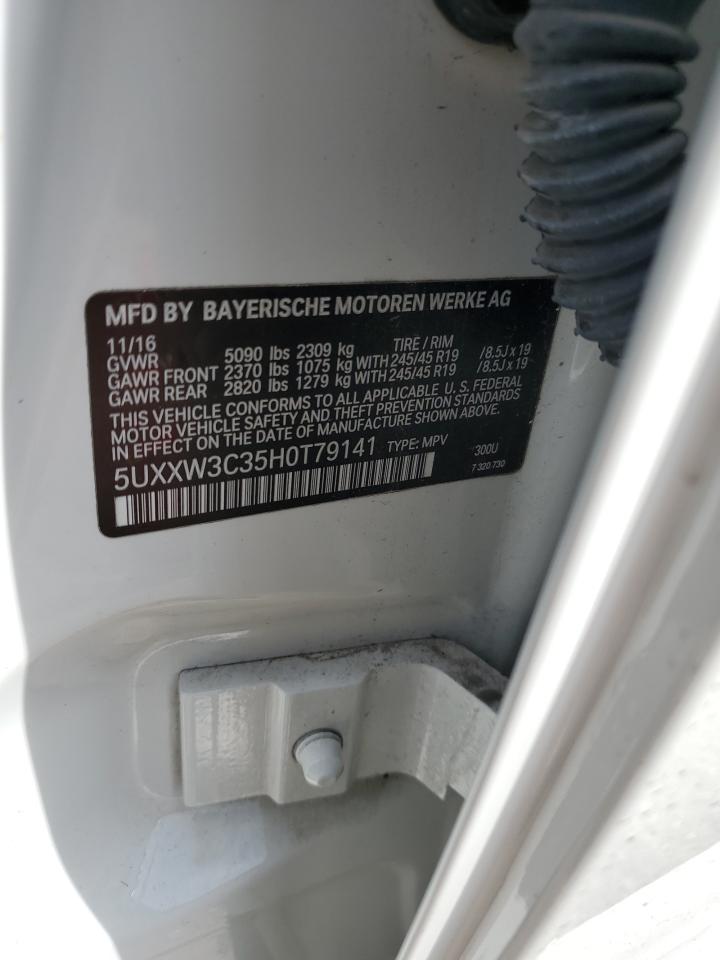 MFD BY BAYERISCHE MOTOREN WERKE AG
11/16 TIRE / RIM
GVWR 5090 lbs 2309 kg
GAWR FRONT 2370 lbs 1075 kg WITH 245/45 R19 /8.5J x 19
GAWR REAR 2820 lbs 1279 kg WITH 245/45 R19 /8.5J x 19
THIS VEHICLE CONFORMS TO ALL APPLICABLE U. S. FEDERAL
MOTOR VEHICLE SAFETY AND THEFT PREVENTION STANDARDS
IN EFFECT ON THE DATE OF MANUFACTURE SHOWN ABOVE.
5UXXW3C35H0T79141 TYPE: MPV 300U
7 320 730